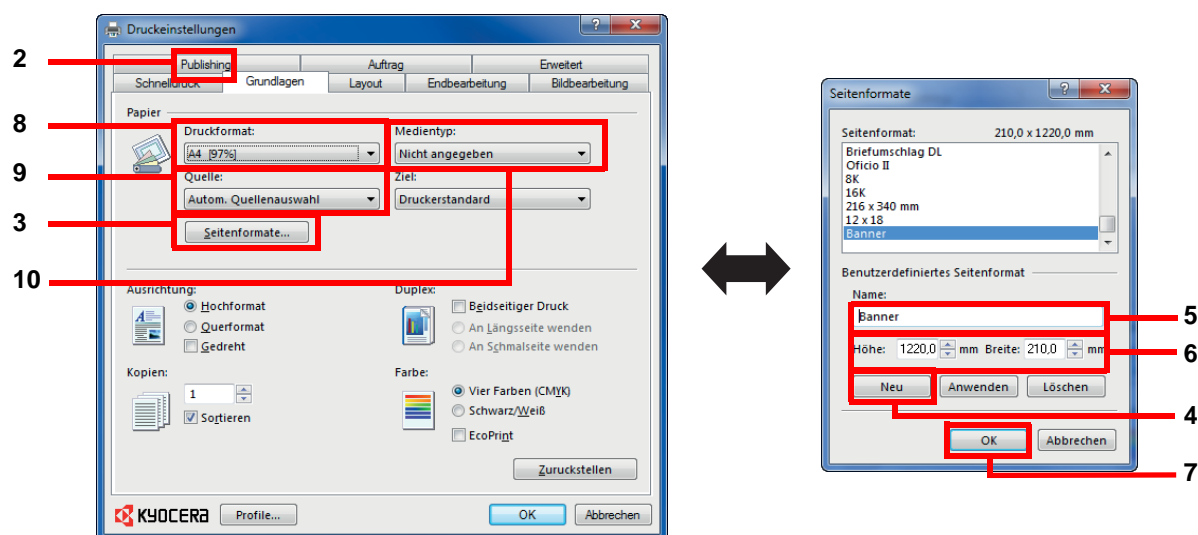 Druckeinstellungen
2
Publishing Auftrag Erweitert
Schnelldruck Grundlagen Layout Endbearbeitung Bildbearbeitung
Papier
8
Druckformat: Medientyp:
A4 [97%] Nicht angegeben
9
Quelle: Ziel:
Autom. Quellenauswahl Druckerstandard
3
Seitenformate...
10
Ausrichtung: Duplex:
Hochformat Beidseitiger Druck
Querformat An Längsseite wenden
Gedreht An Schmalseite wenden
Kopien: Farbe:
1 Vier Farben (CMYK)
Sortieren Schwarz/Weiß
EcoPrint
Zuruckstellen
KYOCERA Profile... OK Abbrechen
Seitenformate
Seitenformat: 210,0 x 1220,0 mm
Briefumschlag DL
Oficio II
8K
16K
216 x 340 mm
12 x 18
Banner
Benutzerdefiniertes Seitenformat
Name:
Banner
5
Höhe: 1220,0 mm Breite: 210,0 mm
6
Neu Anwenden Löschen
4
OK Abbrechen
7